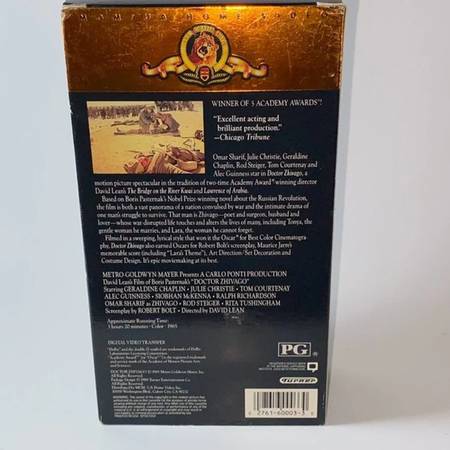 WINNER OF 5 ACADEMY AWARDS™!
"Excellent acting and
brilliant production."
—Chicago Tribune
Omar Sharif, Julie Christie, Geraldine
Chaplin, Rod Steiger, Tom Courtenay and
Alec Guinness star in Doctor Zhivago, a
motion picture spectacular in the tradition of two-time Academy Award® winning director
David Lean's The Bridge on the River Kwai and Lawrence of Arabia.
Based on Boris Pasternak's Nobel Prize-winning novel about the Russian Revolution,
the film is both a vast panorama of a nation convulsed by war and the intimate drama of
one man's struggle to survive. That man is Zhivago—poet and surgeon, husband and
lover—whose war-disrupted life touches and alters the lives of many, including Tonya, the
gentle woman he marries, and Lara, the woman he cannot forget.
Filmed in a sweeping, lyrical style that won it the Oscar® for Best Color Cinematogra-
phy, Doctor Zhivago also earned Oscars for Robert Bolt's screenplay, Maurice Jarre's
memorable score (including "Lara's Theme"), Art Direction/Set Decoration and
Costume Design. It's epic moviemaking at its best.
METRO GOLDWYN MAYER Presents A CARLO PONTI PRODUCTION
David Lean's Film of Boris Pasternak's "DOCTOR ZHIVAGO"
Starring GERALDINE CHAPLIN • JULIE CHRISTIE • TOM COURTENAY
ALEC GUINNESS • SIOBHAN McKENNA • RALPH RICHARDSON
OMAR SHARIF as ZHIVAGO • ROD STEIGER • RITA TUSHINGHAM
Screenplay by ROBERT BOLT • Directed by DAVID LEAN
Approximate Running Time:
3 hours 20 minutes • Color • 1965
DIGITAL VIDEO TRANSFER
PG
TURNER
0 2761-60003-3